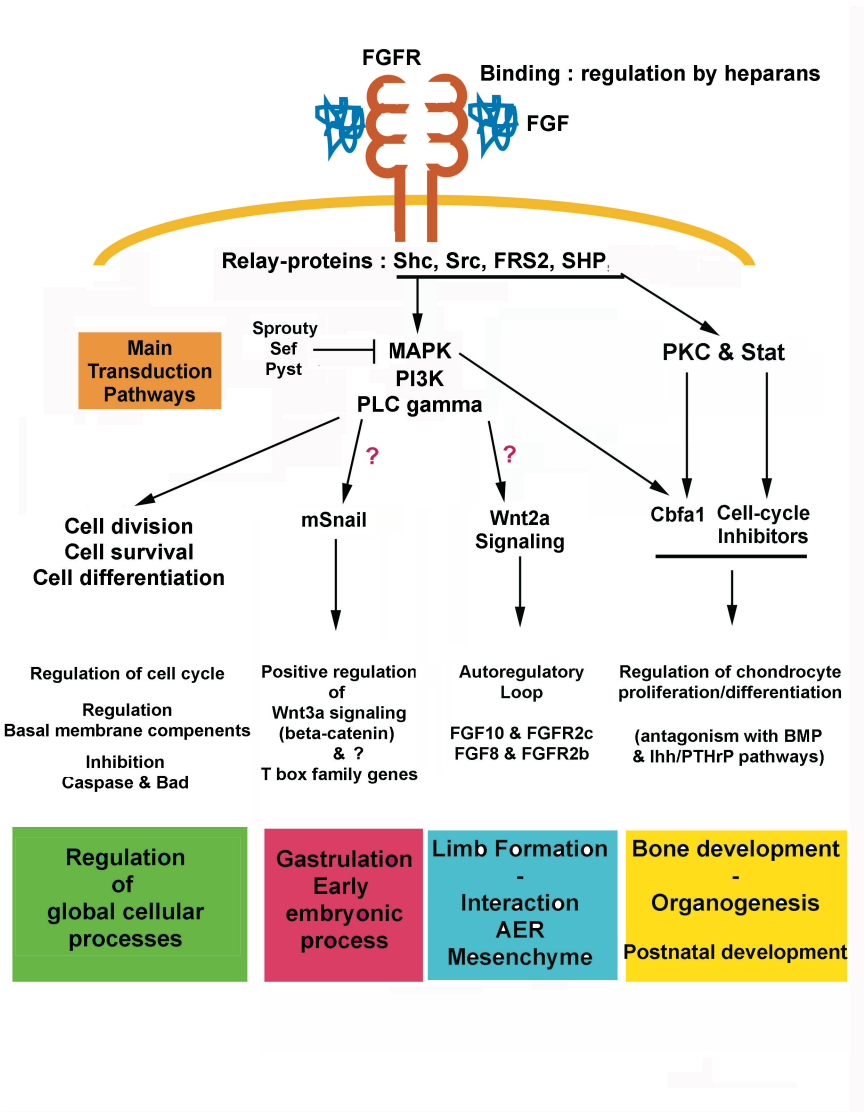 FGFR
Binding : regulation by heparans
FGF
Relay-proteins : Shc, Src, FRS2, SHP
Main
Transduction
Pathways
Sprouty
Sef
Pyst
MAPK
PI3K
PLC gamma
PKC & Stat
?
?
Cell division
Cell survival
Cell differentiation
mSnail
Wnt2a
Signaling
Cbfa1
Cell-cycle
Inhibitors
Regulation of cell cycle
Regulation
Basal membrane compenents
Inhibition
Caspase & Bad
Positive regulation
of
Wnt3a signaling
(beta-catenin)
& ?
T box family genes
Autoregulatory
Loop
FGF10 & FGFR2c
FGF8 & FGFR2b
Regulation of chondrocyte
proliferation/differentiation
(antagonism with BMP
& Ihh/PTHrP pathways)
Regulation
of
global cellular
processes
Gastrulation
Early
embryonic
process
Limb Formation
-
Interaction
AER
Mesenchyme
Bone development
-
Organogenesis
Postnatal development